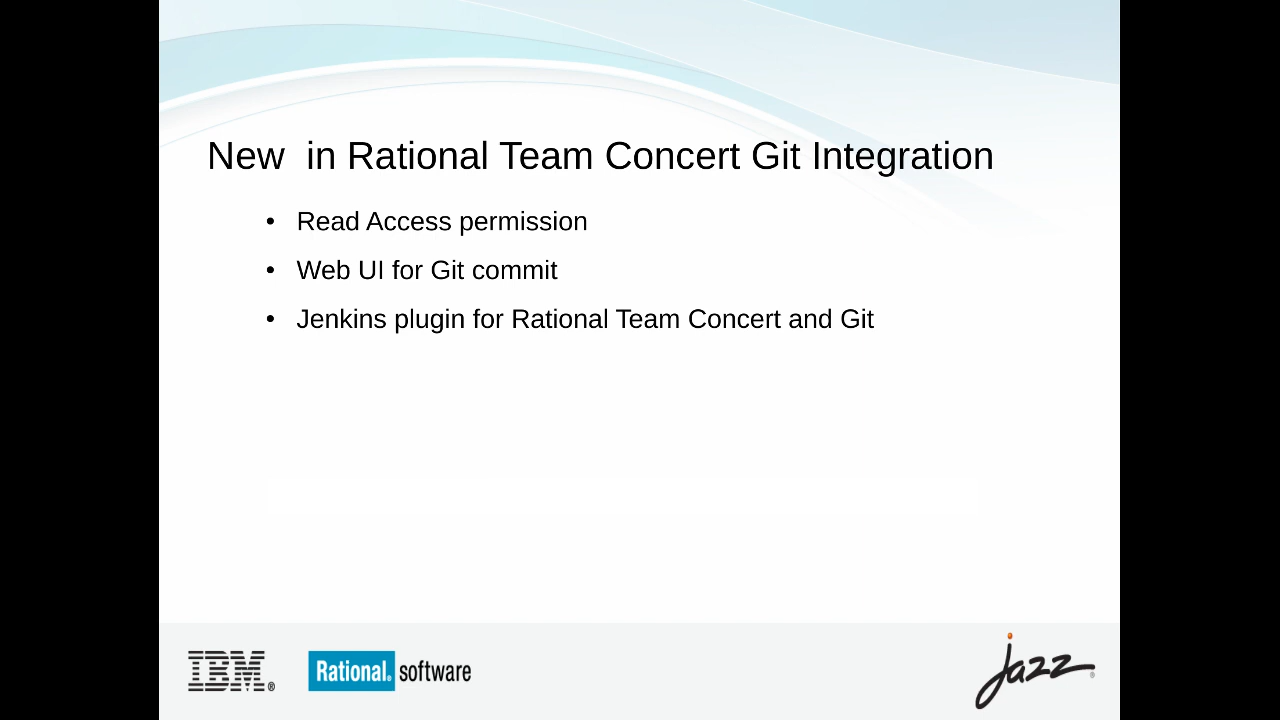 New  in Rational Team Concert Git Integration
• Read Access permission
• Web UI for Git commit
• Jenkins plugin for Rational Team Concert and Git
IBM®
Rational® software
jazz®